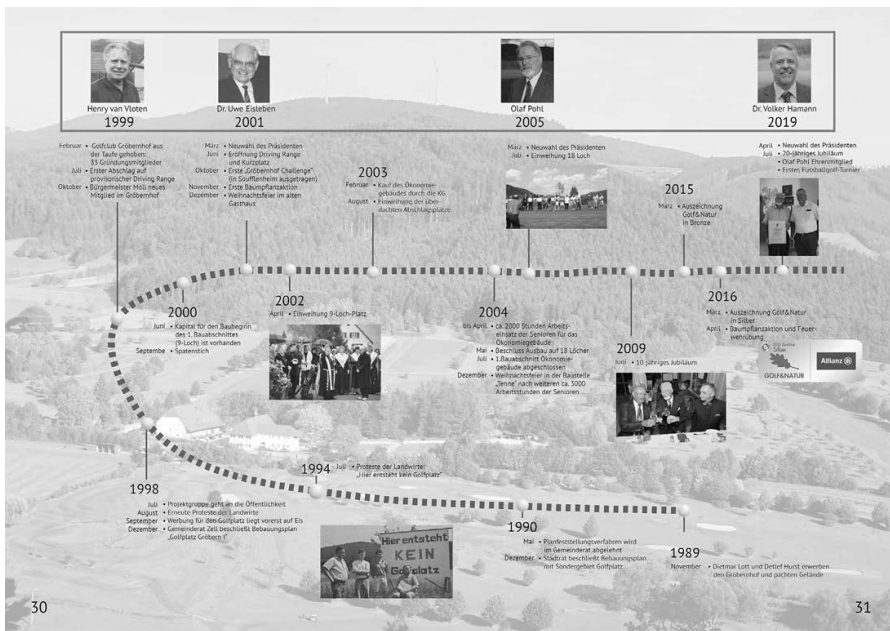 Henry van Vloten
1999
Dr. Uwe Eisleben
2001
Olaf Pohl
2005
Dr. Volker Hamann
2019
Februar • Golfclub Gröbernhof aus
der Taufe gehoben:
33 Gründungsmitglieder
Juli • Erster Abschlag auf
provisorischer Driving Range
Oktober • Bürgermeister Moll neues
Mitglied im Gröbernhof
März • Neuwahl des Präsidenten
Juni • Eröffnung Driving Range
und Kurzplatz
Oktober • Erste „Gröbernhof Challenge"
(in Soufflenheim ausgetragen)
November • Erste Baumpflanzaktion
Dezember • Weihnachtsfeier im alten
Gasthaus
2003
Februar • Kauf des Ökonomie-
gebäudes durch die KG
August • Einweihung der über-
dachten Abschlagsplätze
März • Neuwahl des Präsidenten
Juli • Einweihung 18 Loch
2015
März • Auszeichnung
Golf&Natur
in Bronze
April • Neuwahl des Präsidenten
Juli • 20-jähriges Jubiläum
• Olaf Pohl Ehrenmitglied
• Erstes Fussballgolf-Turnier
2000
Juni • Kapital für den Baubeginn
des 1. Bauabschnittes
(9-Loch) ist vorhanden
Septembe • Spatenstich
2002
April • Einweihung 9-Loch-Platz
2004
bis April • ca. 2000 Stunden Arbeits-
einsatz der Senioren für das
Ökonomiegebäude
Mai • Beschluss Ausbau auf 18 Löcher
Juli • 1.Bauabschnitt Ökonomie-
gebäude abgeschlossen
Dezember • Weihnachtsfeier in der Baustelle
„Tenne" nach weiteren ca. 3000
Arbeitsstunden der Senioren
2009
Juni • 10-jähriges Jubiläum
2016
März • Auszeichnung Golf&Natur
in Silber
April • Baumpflanzaktion und Feuer-
wehrübung
GOLF&NATUR
Allianz
1998
Juli • Projektgruppe geht an die Öffentlichkeit
August • Erneute Proteste der Landwirte
September • Werbung für den Golfplatz liegt vorerst auf Eis
Dezember • Gemeinderat Zell beschließt Bebauungsplan
„Golfplatz Gröbern I"
1994
Juli • Proteste der Landwirte:
„Hier entsteht kein Golfplatz"
Hier entsteht
KEIN
Golfplatz
1990
Mai • Planfeststellungsverfahren wird
im Gemeinderat abgelehnt
Dezember • Stadtrat beschließt Bebauungsplan
mit Sondergebiet Golfplatz
1989
November • Dietmar Lott und Detlef Hurst erwerben
den Gröbernhof und pachten Gelände
30
31